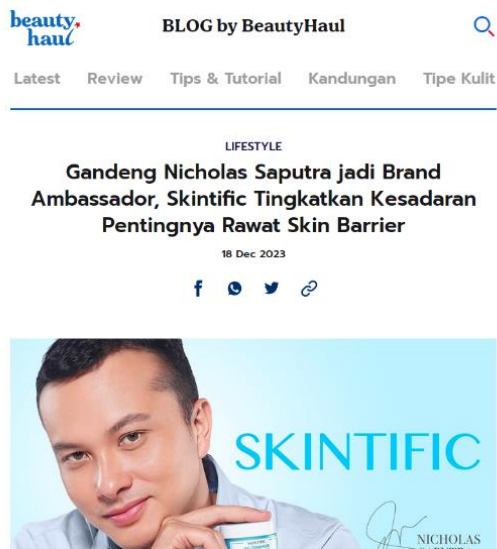 beauty
haul
BLOG by BeautyHaul
Latest Review Tips & Tutorial Kandungan Tipe Kulit
LIFESTYLE
Gandeng Nicholas Saputra jadi Brand
Ambassador, Skintific Tingkatkan Kesadaran
Pentingnya Rawat Skin Barrier
18 Dec 2023
SKINTIFIC
NICHOLAS